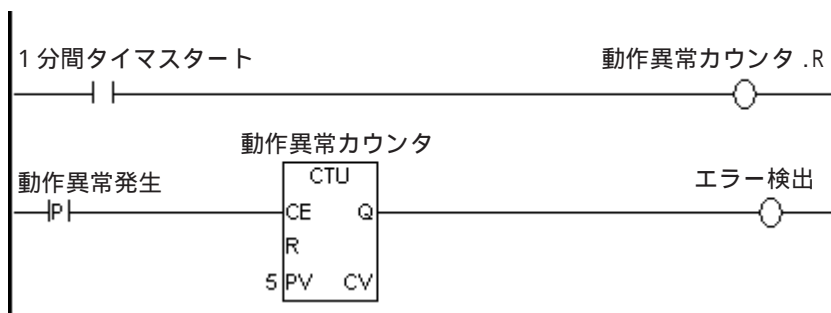 1分間タイマスタート 動作異常カウンタ.R
動作異常カウンタ
動作異常発生 CTU エラー検出
P CE Q
R
5 PV CV